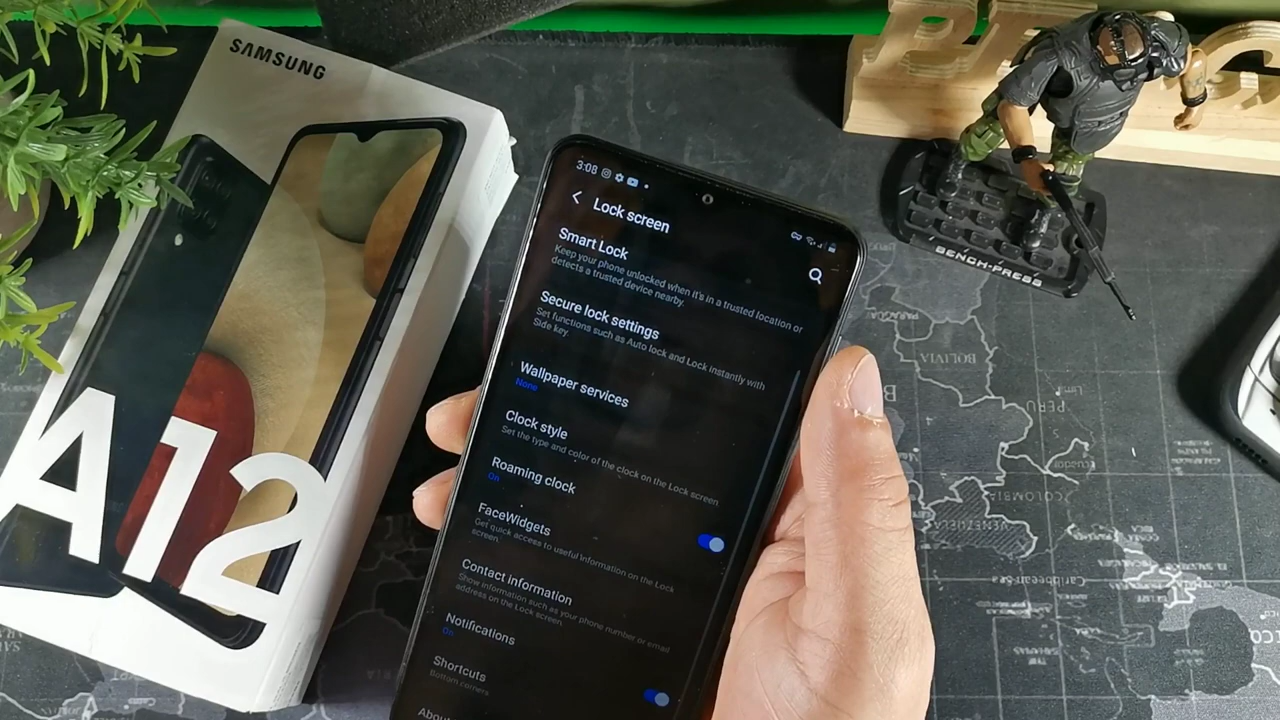 SAMSUNG
A12
3:08
Lock screen
Smart Lock
Keep your phone unlocked when it's in a trusted location or
detects a trusted device nearby.
Secure lock settings
Set functions such as Auto lock and Lock instantly with
Side key.
Wallpaper services
None
Clock style
Set the type and color of the clock on the Lock screen
Roaming clock
On
FaceWidgets
Get quick access to useful information on the Lock
screen.
Contact information
Show information such as your phone number or email
address on the Lock screen.
Notifications
On
Shortcuts
Bottom corners
BENCH-PRESS
PARAGUAY
BOLIVIA
PERU
Lima
Ecuador
COLOMBIA
VENEZUELA
Caribbean